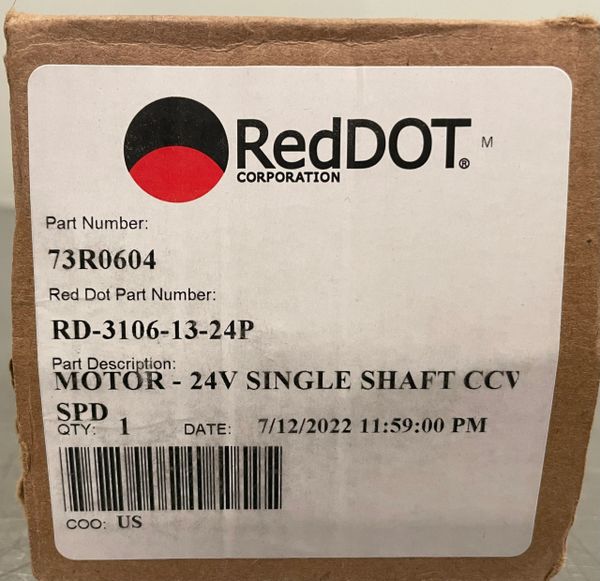 RedDOT® M
CORPORATION
Part Number:
73R0604
Red Dot Part Number:
RD-3106-13-24P
Part Description:
MOTOR - 24V SINGLE SHAFT CCV
SPD
QTY: 1 DATE: 7/12/2022 11:59:00 PM
COO: US